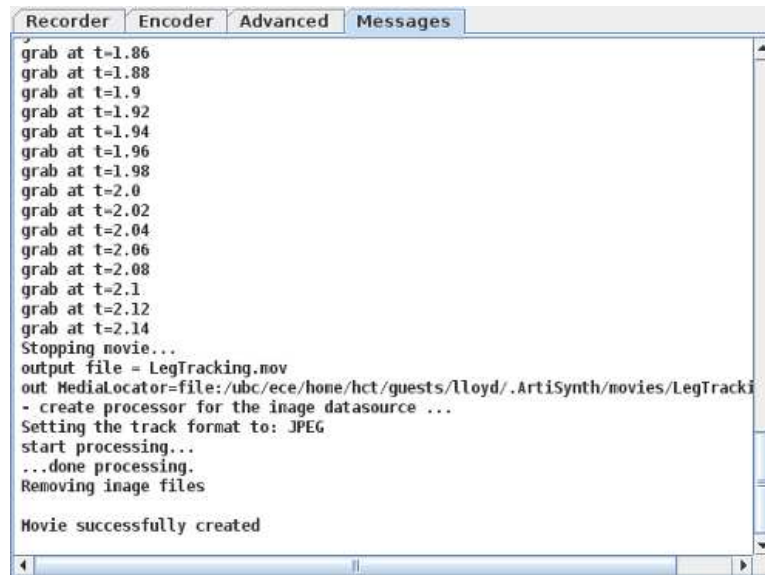 Recorder Encoder Advanced Messages
grab at t=1.86
grab at t=1.88
grab at t=1.9
grab at t=1.92
grab at t=1.94
grab at t=1.96
grab at t=1.98
grab at t=2.0
grab at t=2.02
grab at t=2.04
grab at t=2.06
grab at t=2.08
grab at t=2.1
grab at t=2.12
grab at t=2.14
Stopping movie...
output file = LegTracking.mov
out MediaLocator=file:/ubc/ece/home/hct/guests/lloyd/.ArtiSynth/movies/LegTracki
- create processor for the image datasource ...
Setting the track format to: JPEG
start processing...
...done processing.
Removing image files
Movie successfully created